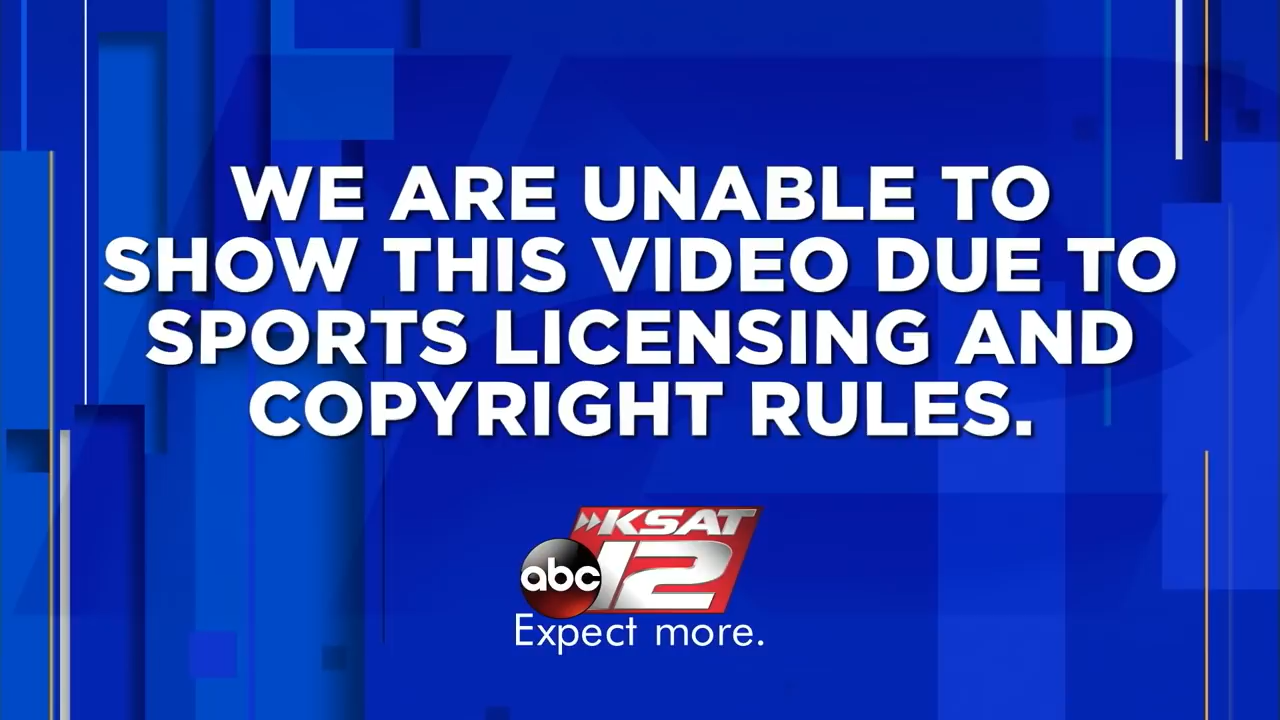 WE ARE UNABLE TO
SHOW THIS VIDEO DUE TO
SPORTS LICENSING AND
COPYRIGHT RULES.
KSAT
abc 12
Expect more.